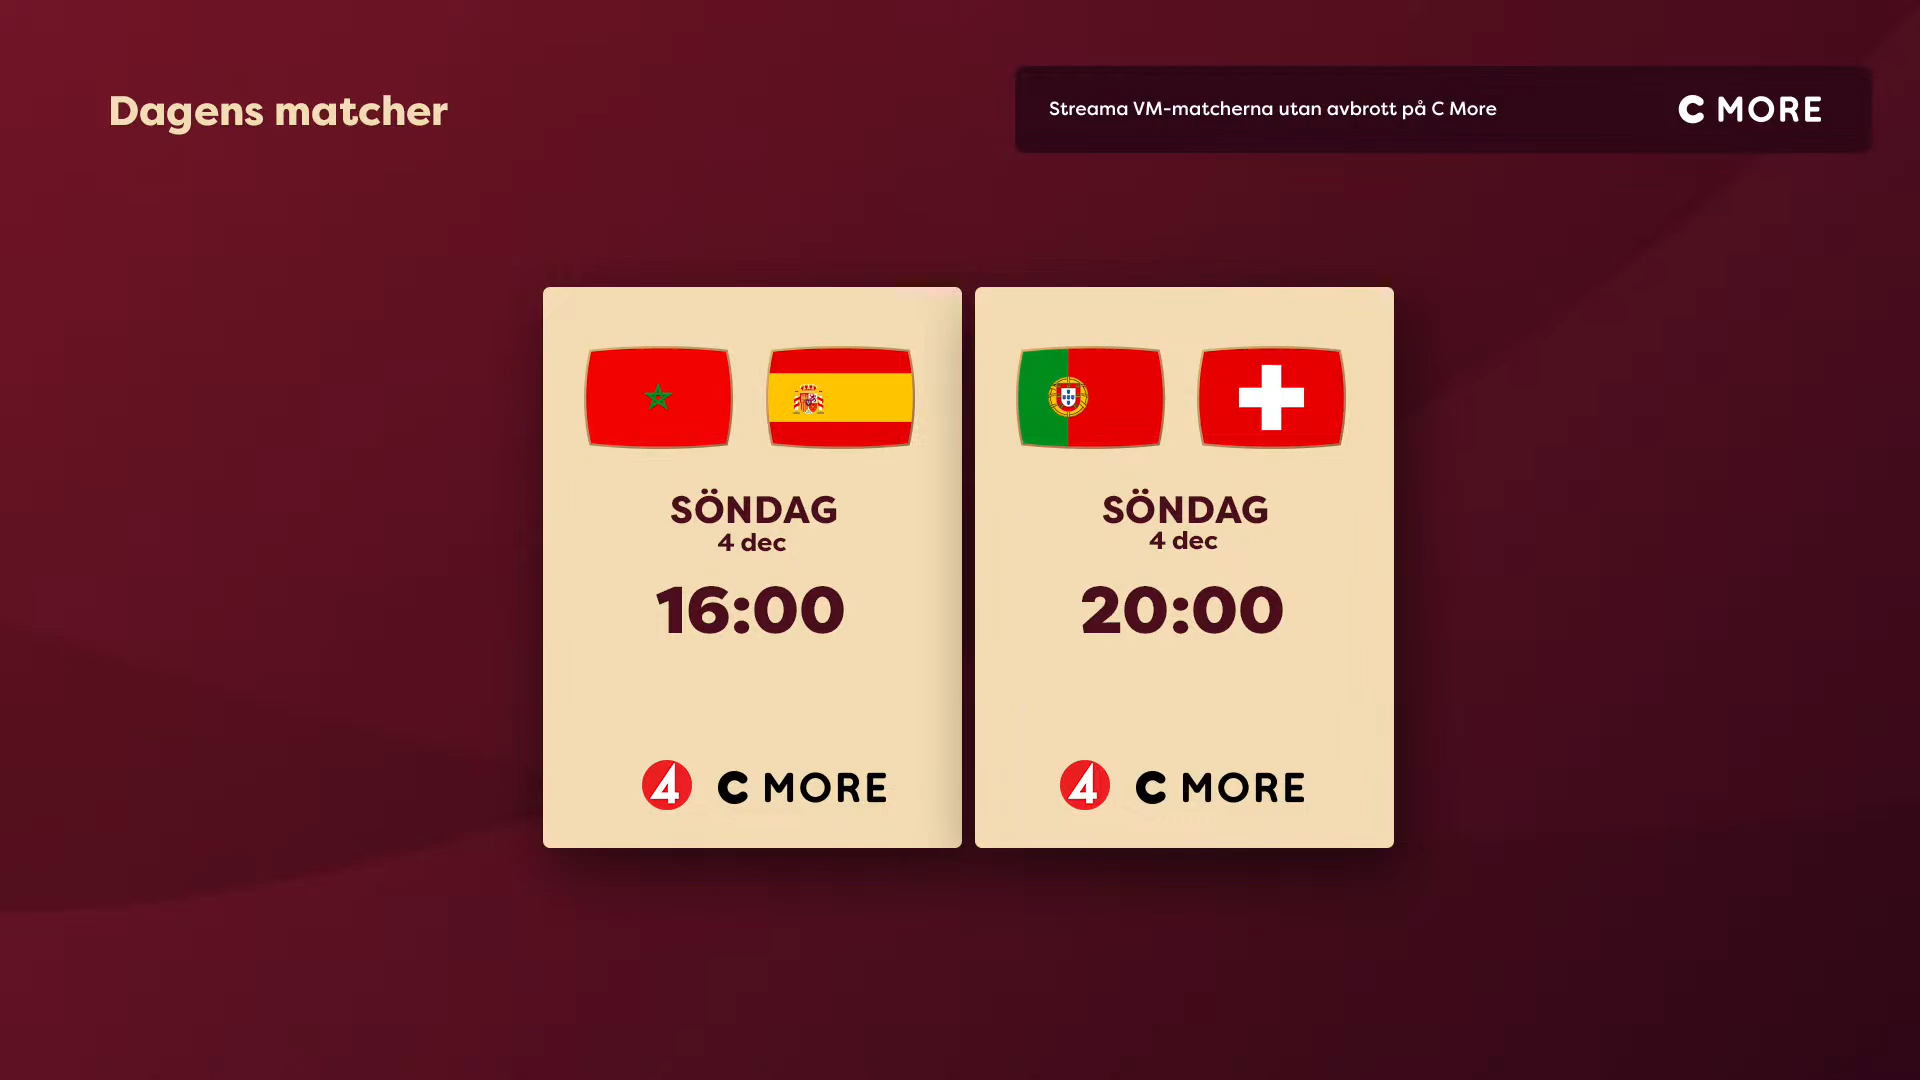 Dagens matcher
Streama VM-matcherna utan avbrott på C More
C MORE
SÖNDAG
4 dec
16:00
4 C MORE
SÖNDAG
4 dec
20:00
4 C MORE